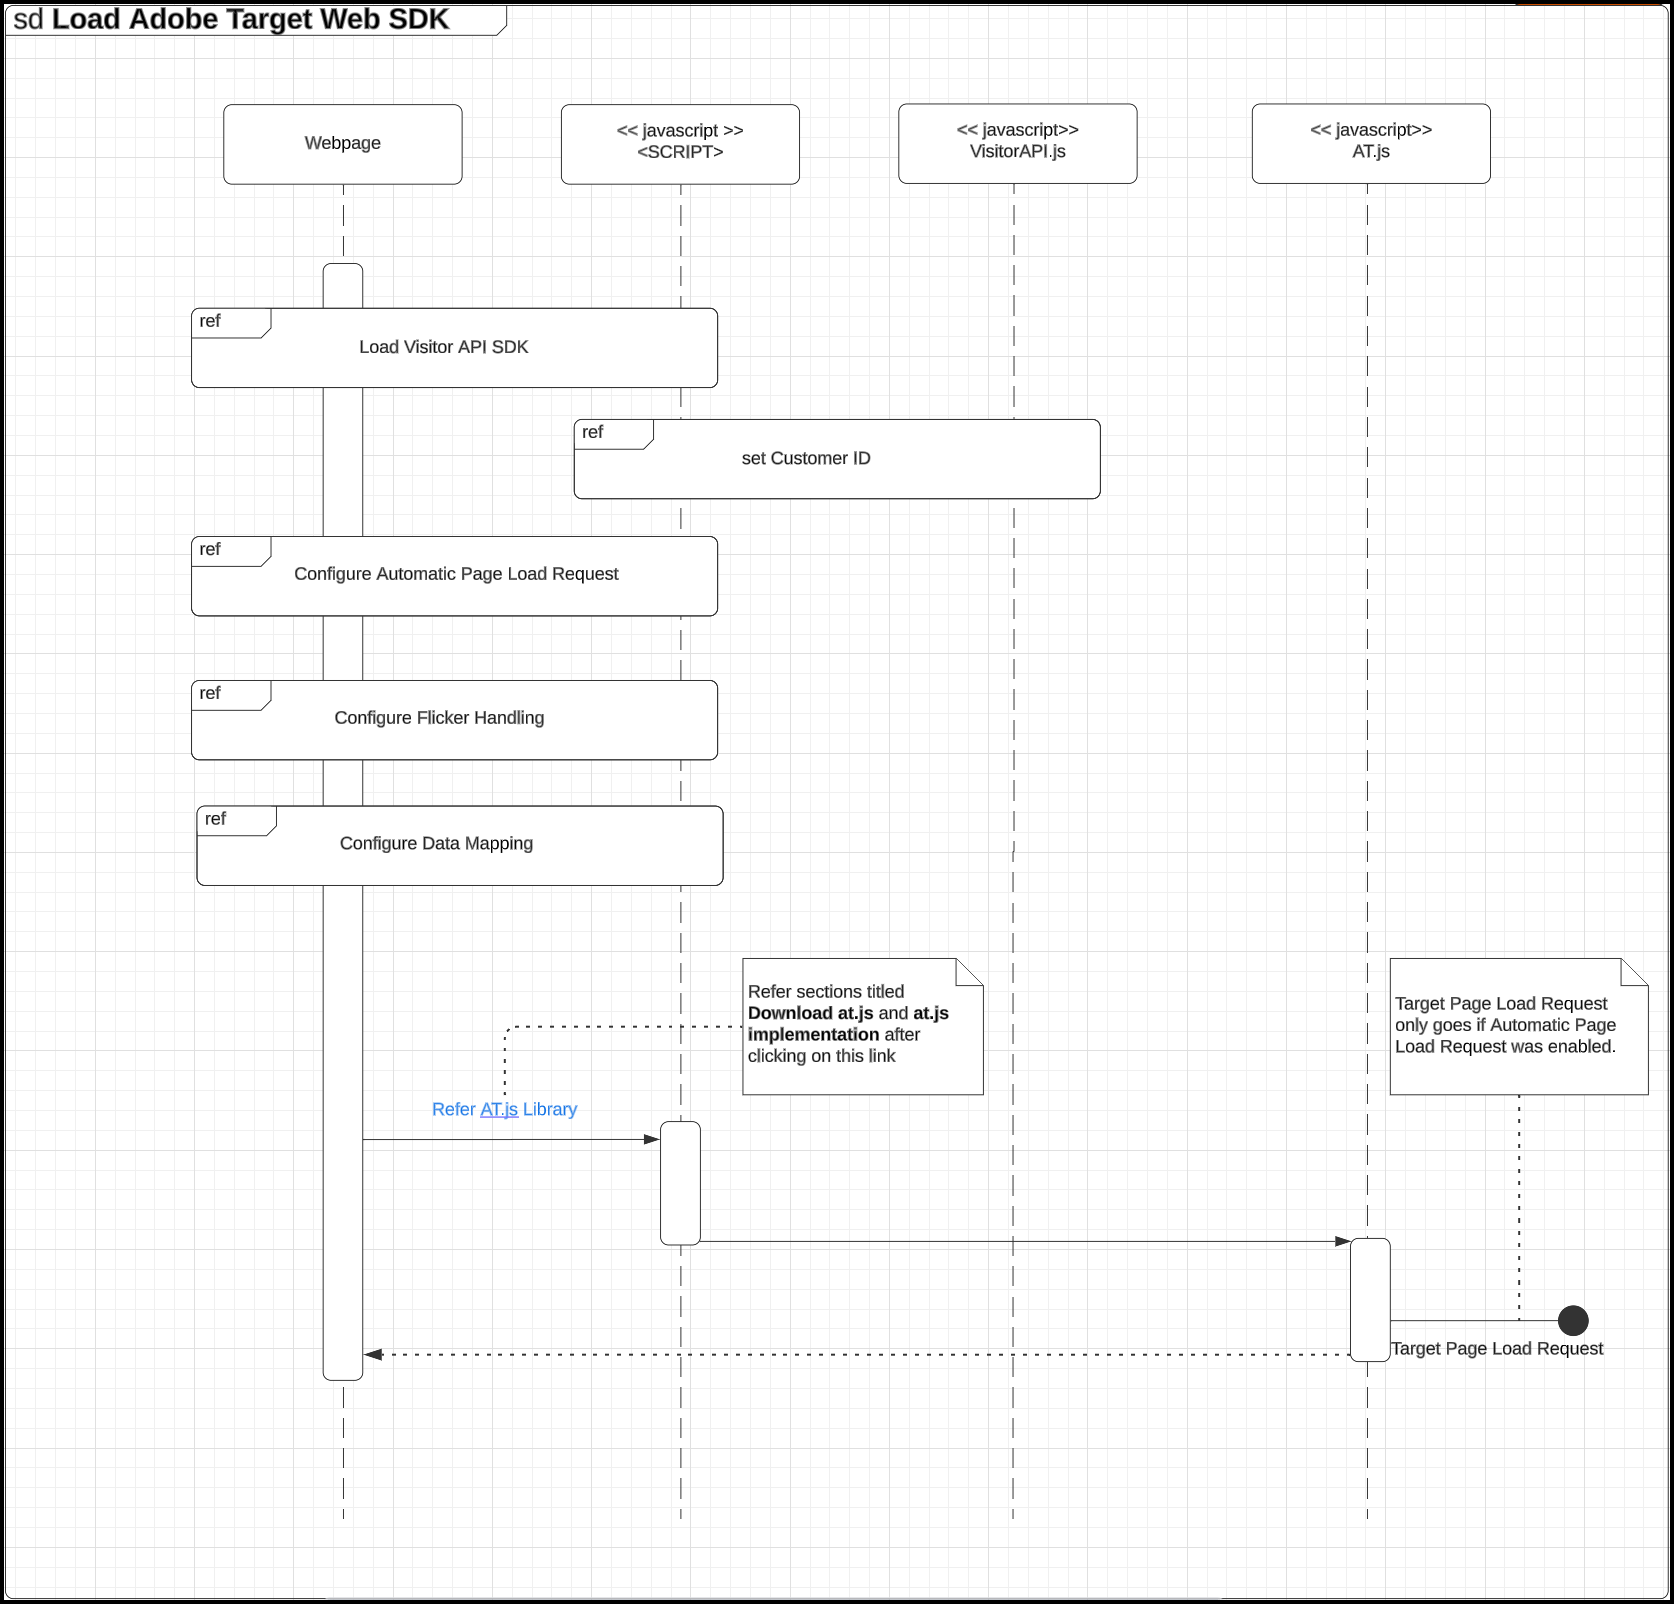 sd Load Adobe Target Web SDK
Webpage
<< javascript >>
<SCRIPT>
<< javascript>>
VisitorAPI.js
<< javascript>>
AT.js
ref
Load Visitor API SDK
ref
set Customer ID
ref
Configure Automatic Page Load Request
ref
Configure Flicker Handling
ref
Configure Data Mapping
Refer sections titled
Download at.js and at.js
implementation after
clicking on this link
Target Page Load Request
only goes if Automatic Page
Load Request was enabled.
Refer AT.js Library
Target Page Load Request